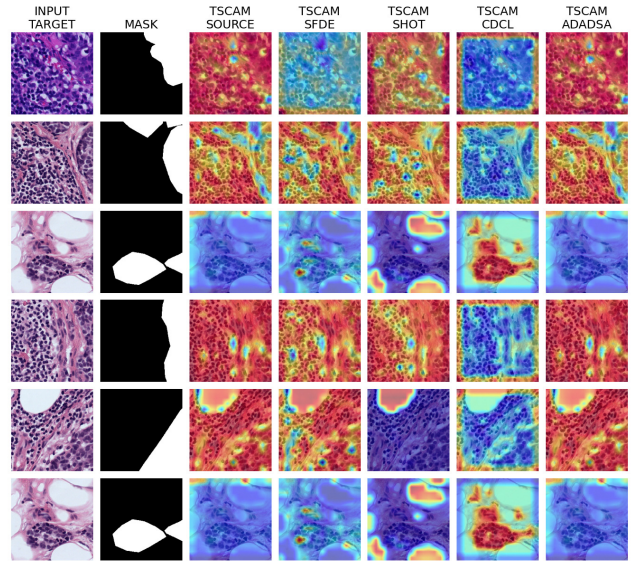 INPUT TARGET
MASK
TSCAM SOURCE
TSCAM SFDE
TSCAM SHOT
TSCAM CDCL
TSCAM ADADSA